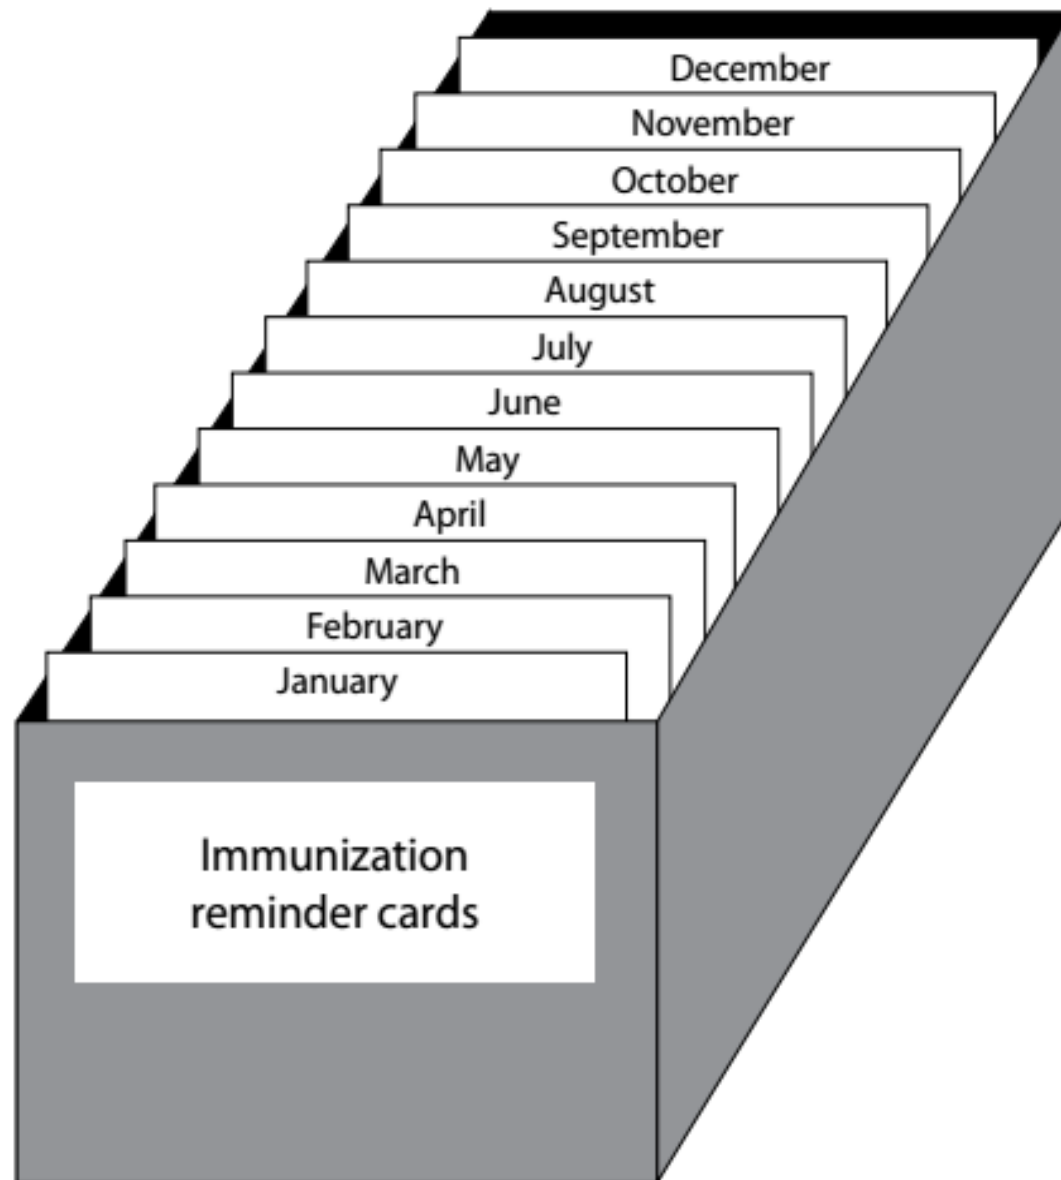 December
November
October
September
August
July
June
May
April
March
February
January
Immunization
reminder cards